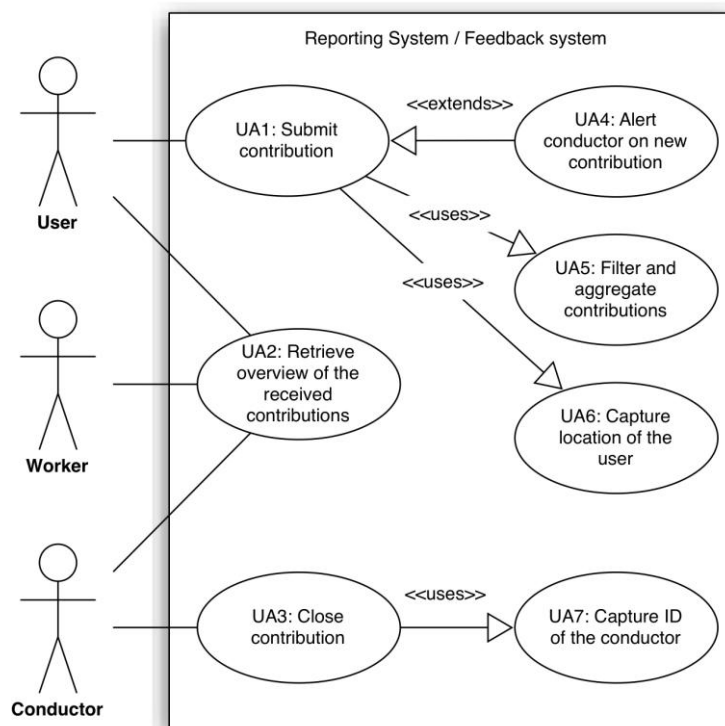 Reporting System / Feedback system
<<extends>>
UA1: Submit
contribution
UA4: Alert
conductor on new
contribution
User
<<uses>>
UA5: Filter and
aggregate
contributions
<<uses>>
UA2: Retrieve
overview of the
received
contributions
Worker
UA6: Capture
location of the
user
<<uses>>
UA3: Close
contribution
UA7: Capture ID
of the conductor
Conductor